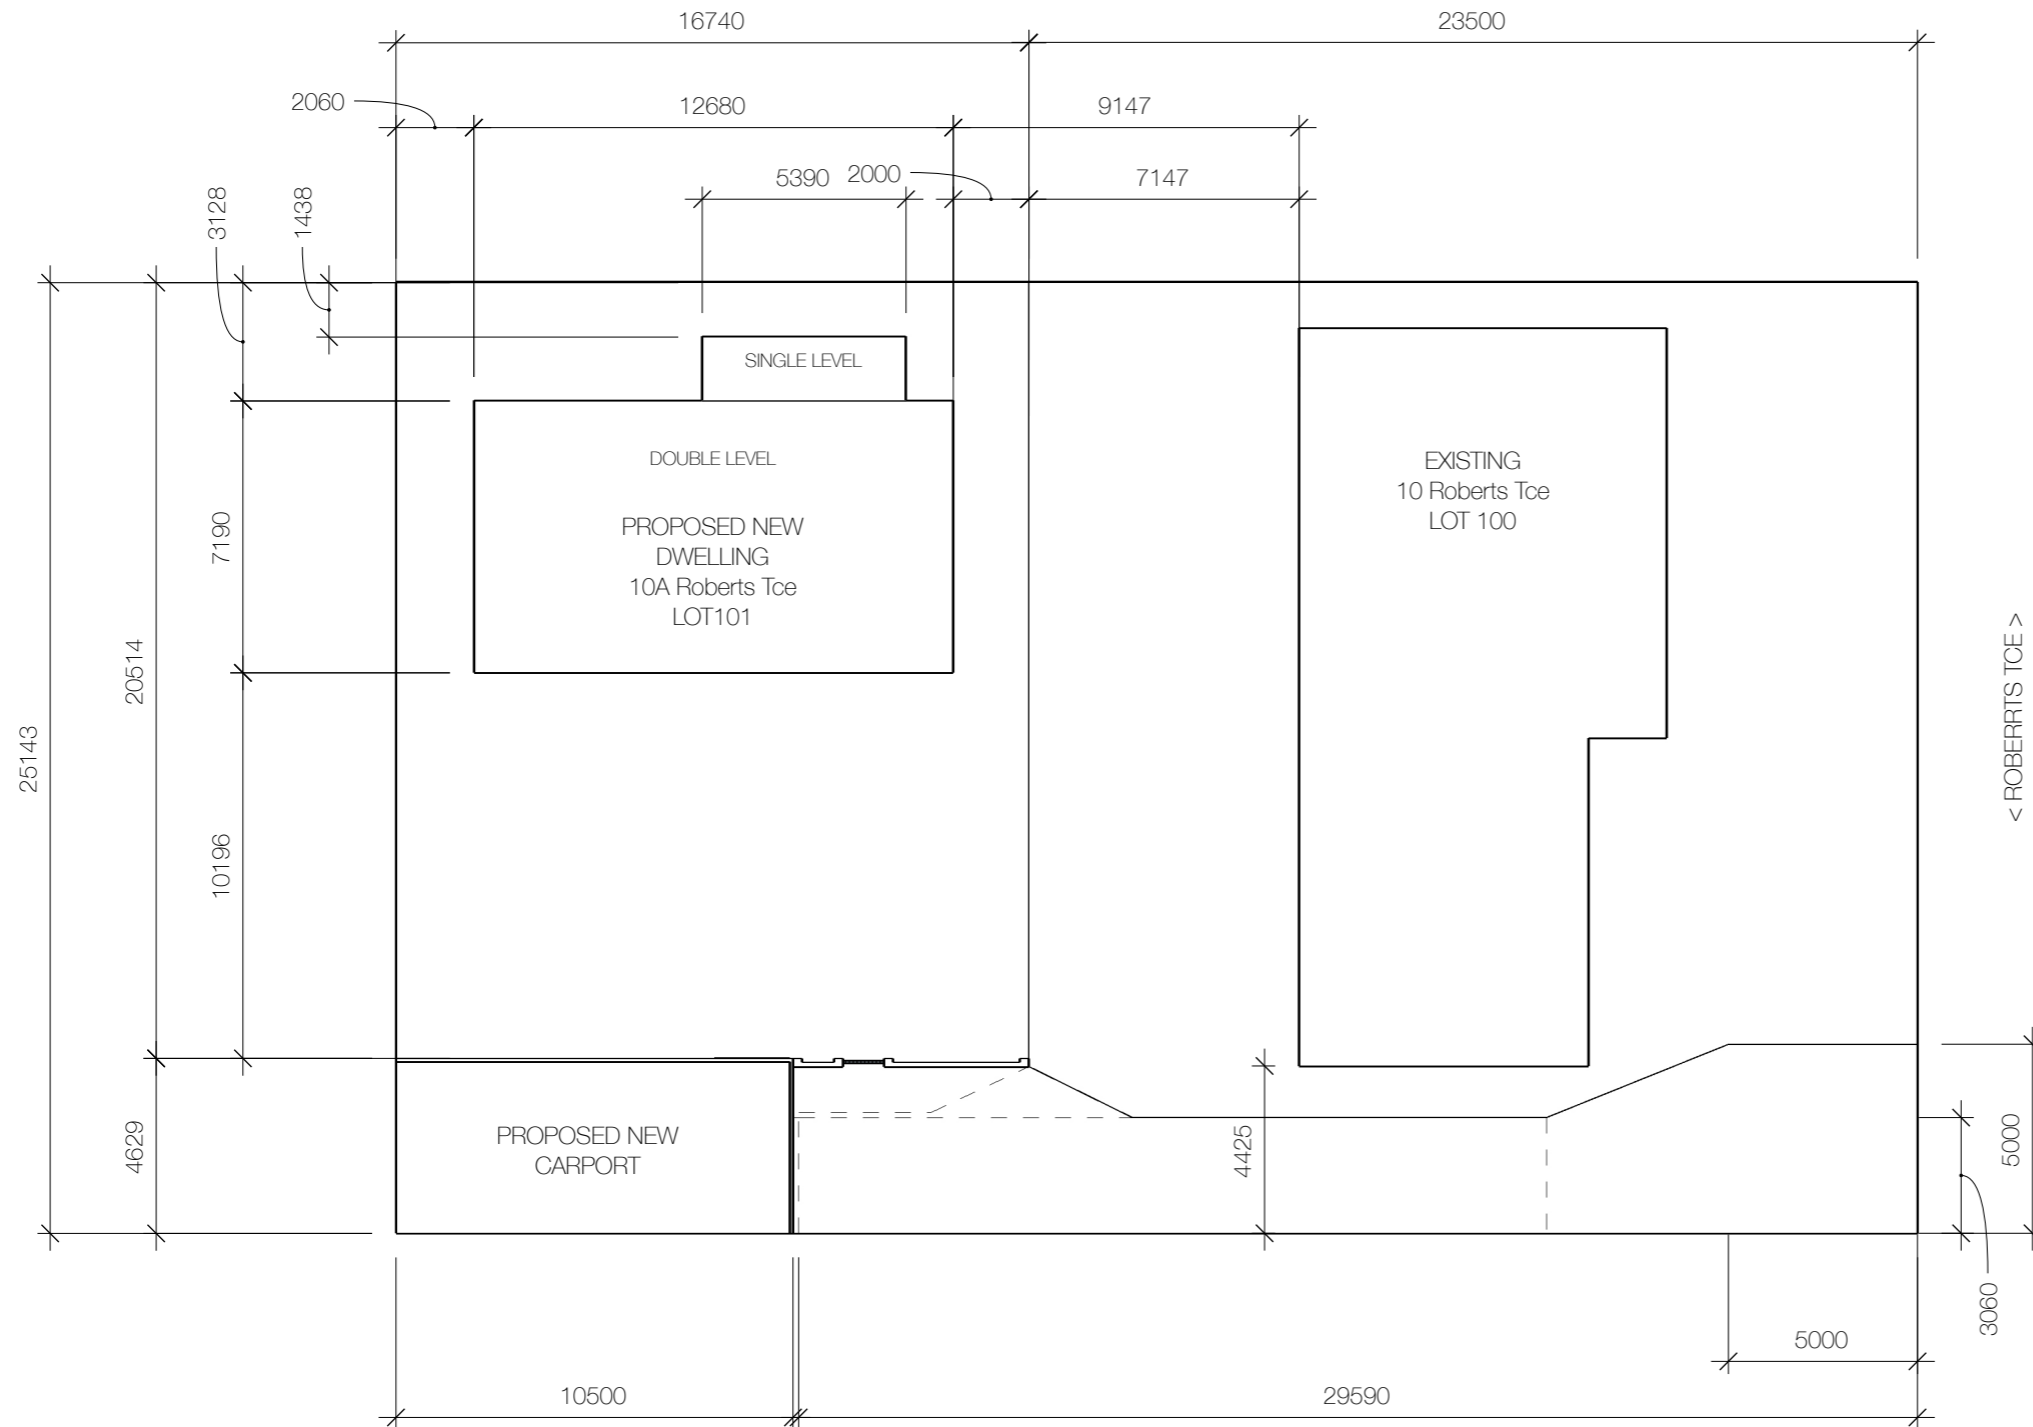 16740
23500
2060
12680
9147
5390
2000
7147
3128
1438
SINGLE LEVEL
DOUBLE LEVEL
PROPOSED NEW
DWELLING
10A Roberts Tce
LOT101
EXISTING
10 Roberts Tce
LOT 100
7190
20514
25143
10196
< ROBERRTS TCE >
PROPOSED NEW
CARPORT
4629
4425
5000
3060
5000
10500
29590